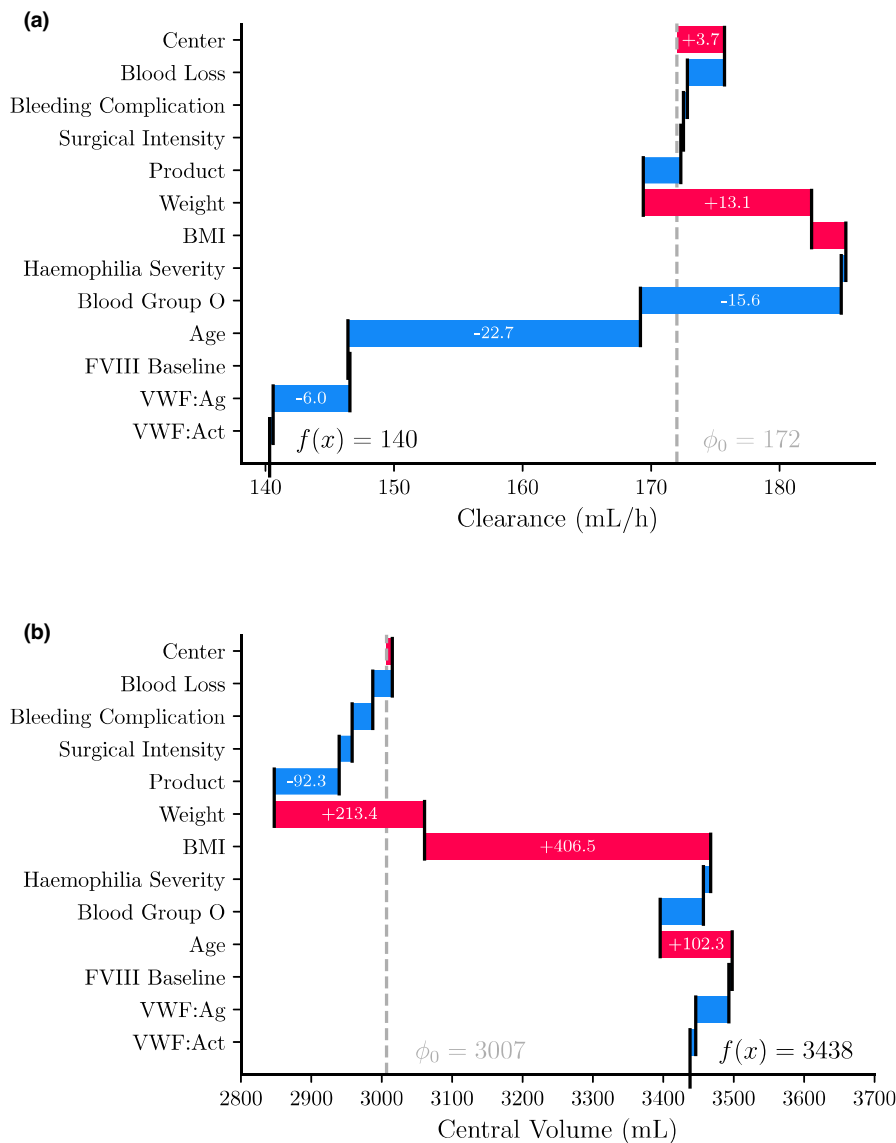 (a)
Center
+3.7
Blood Loss
Bleeding Complication
Surgical Intensity
Product
Weight
+13.1
BMI
Haemophilia Severity
Blood Group O
-15.6
Age
-22.7
FVIII Baseline
VWF:Ag
-6.0
VWF:Act
f(x) = 140
ϕ₀ = 172
140 150 160 170 180
Clearance (mL/h)
(b)
Center
Blood Loss
Bleeding Complication
Surgical Intensity
Product
-92.3
Weight
+213.4
BMI
+406.5
Haemophilia Severity
Blood Group O
Age
+102.3
FVIII Baseline
VWF:Ag
VWF:Act
ϕ₀ = 3007
f(x) = 3438
2800 2900 3000 3100 3200 3300 3400 3500 3600 3700
Central Volume (mL)